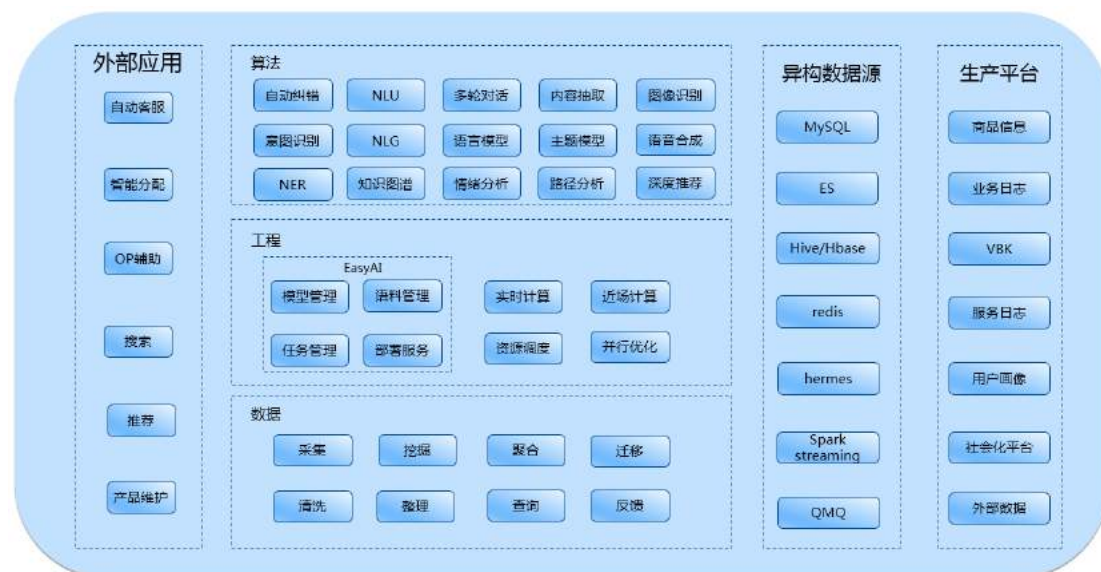 外部应用
自动客服
智能分配
OP辅助
搜索
推荐
产品维护
算法
自动纠错 NLU 多轮对话 内容抽取 图像识别
意图识别 NLG 语言模型 主题模型 语音合成
NER 知识图谱 情绪分析 路径分析 深度推荐
工程
EasyAI
模型管理 语料管理 实时计算 近场计算
任务管理 部署服务 资源调度 并行优化
数据
采集 挖掘 聚合 迁移
清洗 整理 查询 反馈
异构数据源
MySQL
ES
Hive/Hbase
redis
hermes
Spark
streaming
QMQ
生产平台
商品信息
业务日志
VBK
服务日志
用户画像
社会化平台
外部数据